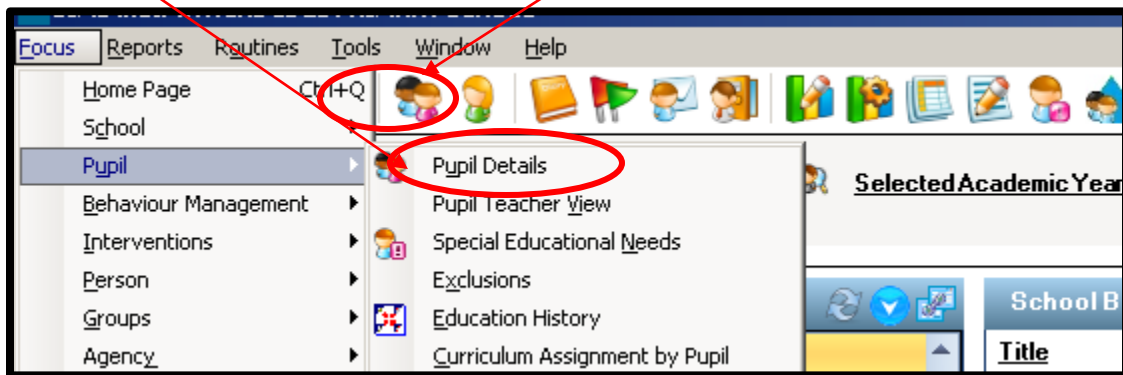 Focus Reports Routines Tools Window Help
Home Page Ctrl+Q
School
Pupil
Pupil Details
Selected Academic Year
Behaviour Management
Pupil Teacher View
Interventions
Special Educational Needs
Person
Exclusions
Groups
Education History
School B
Agency
Curriculum Assignment by Pupil
Title